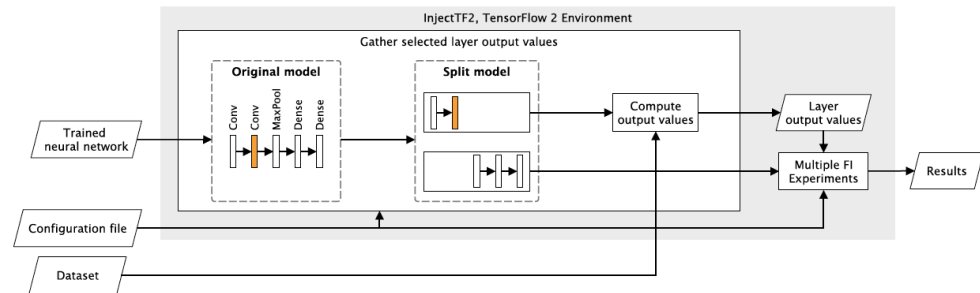 InjectTF2, TensorFlow 2 Environment
Gather selected layer output values
Original model
Split model
Conv
Conv
MaxPool
Dense
Dense
Compute
output values
Layer
output values
Trained
neural network
Multiple FI
Experiments
Results
Configuration file
Dataset